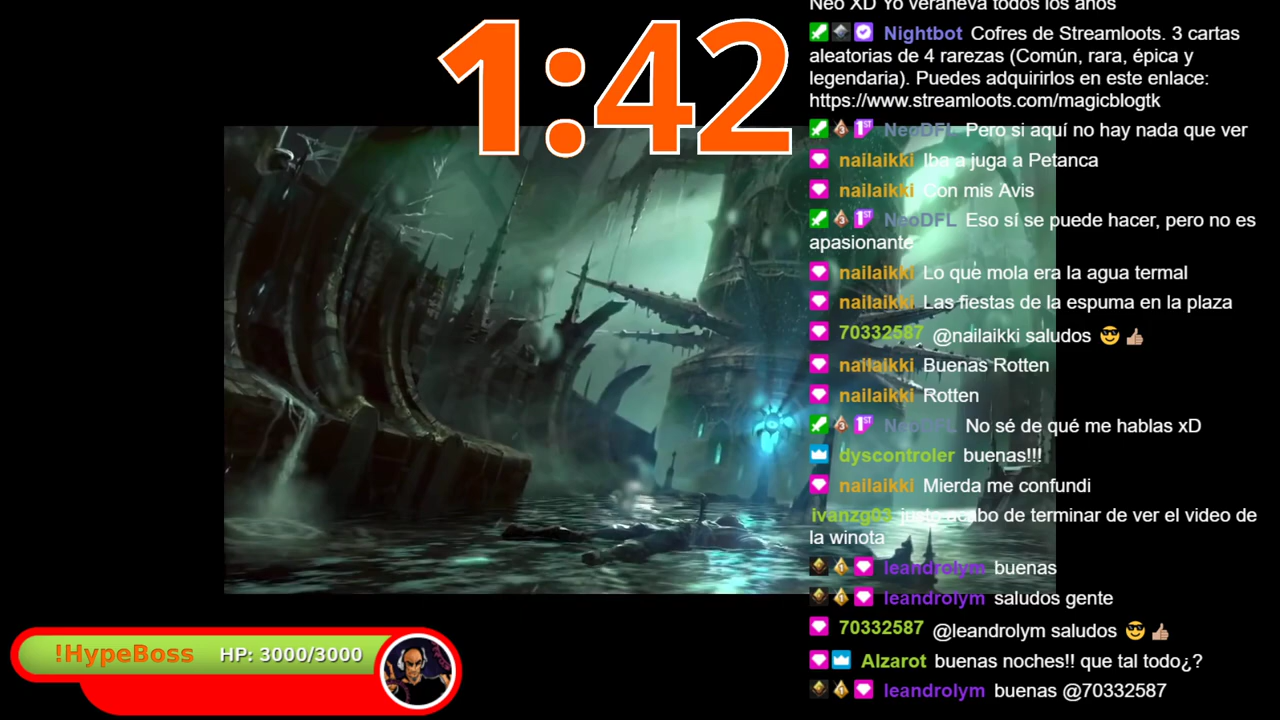 1:42
Neo XD Yo veraneva todos los años
Nightbot Cofres de Streamloots. 3 cartas
aleatorias de 4 rarezas (Común, rara, épica y
legendaria). Puedes adquirirlos en este enlace:
https://www.streamloots.com/magicblogtk
NeoDFL Pero si aquí no hay nada que ver
nailaikki Iba a juga a Petanca
nailaikki Con mis Avis
NeoDFL Eso sí se puede hacer, pero no es
apasionante
nailaikki Lo que mola era la agua termal
nailaikki Las fiestas de la espuma en la plaza
70332587 @nailaikki saludos 😎 👍🏼
nailaikki Buenas Rotten
nailaikki Rotten
NeoDFL No sé de qué me hablas xD
dyscontroler buenas!!!
nailaikki Mierda me confundi
ivanzg03 justo acabo de terminar de ver el video de
la winota
leandrolym buenas
leandrolym saludos gente
70332587 @leandrolym saludos 😎 👍🏼
Alzarot buenas noches!! que tal todo¿?
leandrolym buenas @70332587
!HypeBoss HP: 3000/3000